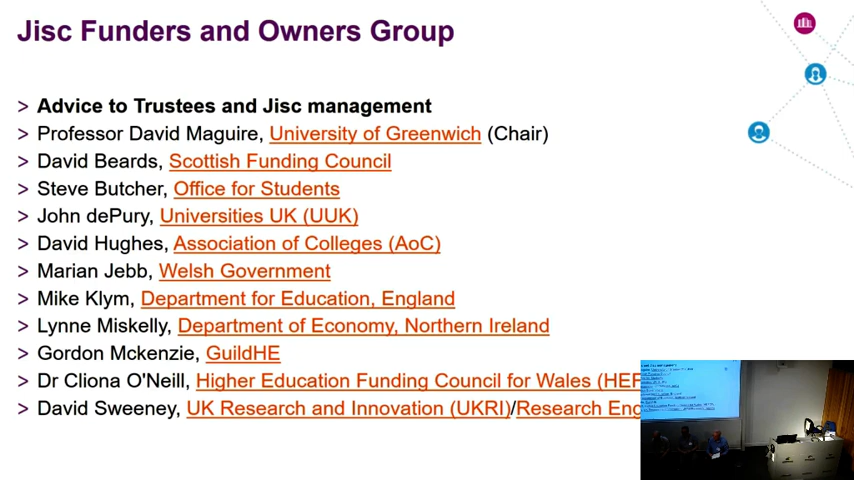 Jisc Funders and Owners Group
> Advice to Trustees and Jisc management
> Professor David Maguire, University of Greenwich (Chair)
> David Beards, Scottish Funding Council
> Steve Butcher, Office for Students
> John dePury, Universities UK (UUK)
> David Hughes, Association of Colleges (AoC)
> Marian Jebb, Welsh Government
> Mike Klym, Department for Education, England
> Lynne Miskelly, Department of Economy, Northern Ireland
> Gordon Mckenzie, GuildHE
> Dr Cliona O'Neill, Higher Education Funding Council for Wales (HEF
> David Sweeney, UK Research and Innovation (UKRI)/Research Eng